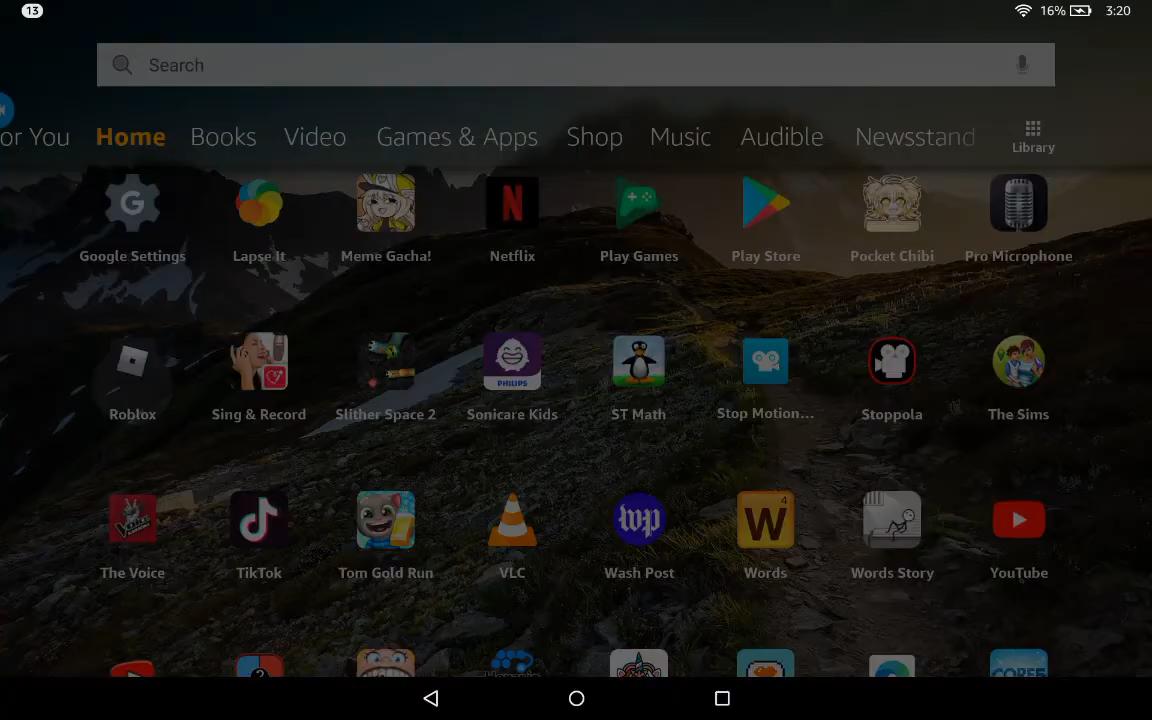 13
16%
3:20
Search
or You
Home
Books
Video
Games & Apps
Shop
Music
Audible
Newsstand
Library
G
N
Google Settings
Lapse It
Meme Gacha!
Netflix
Play Games
Play Store
Pocket Chibi
Pro Microphone
PHILIPS
Roblox
Sing & Record
Slither Space 2
Sonicare Kids
ST Math
Stop Motion...
Stoppola
The Sims
wp
W
4
The Voice
TikTok
Tom Gold Run
VLC
Wash Post
Words
Words Story
YouTube
?